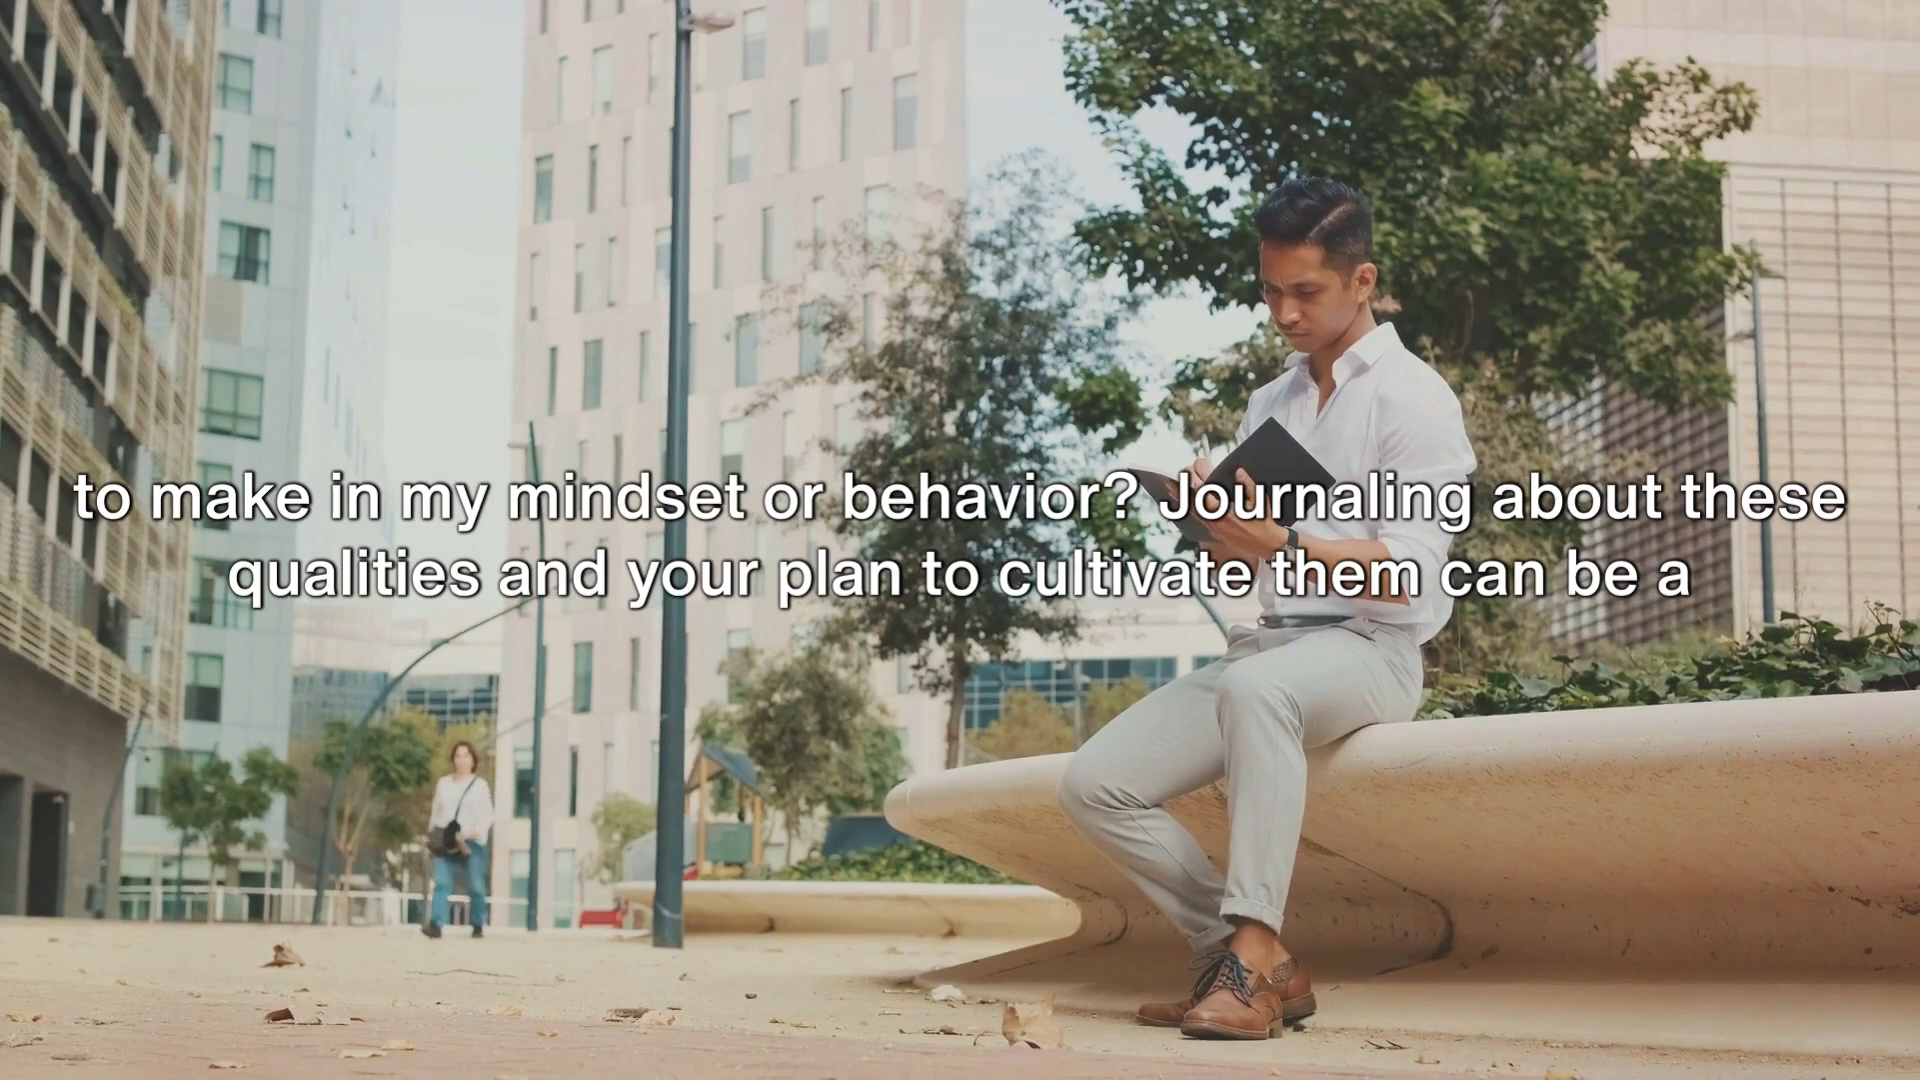 to make in my mindset or behavior? Journaling about these
qualities and your plan to cultivate them can be a